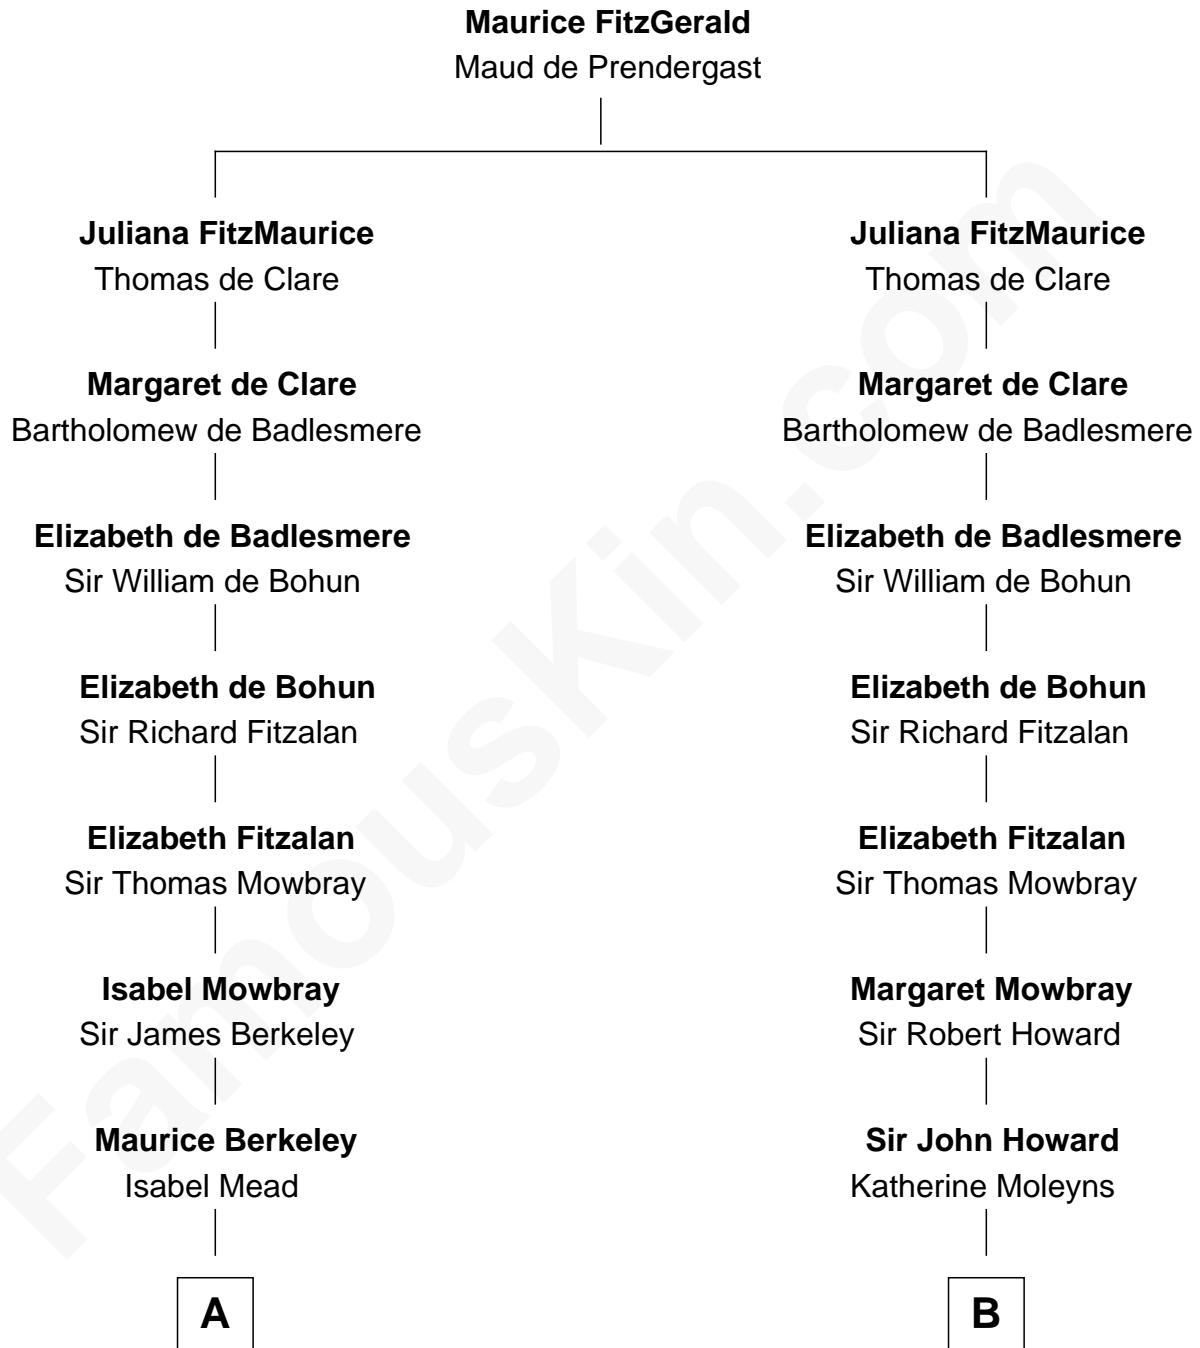 Maurice FitzGerald
Maud de Prendergast
Juliana FitzMaurice
Thomas de Clare
Margaret de Clare
Bartholomew de Badlesmere
Elizabeth de Badlesmere
Sir William de Bohun
Elizabeth de Bohun
Sir Richard Fitzalan
Elizabeth Fitzalan
Sir Thomas Mowbray
Isabel Mowbray
Sir James Berkeley
Maurice Berkeley
Isabel Mead
A
Juliana FitzMaurice
Thomas de Clare
Margaret de Clare
Bartholomew de Badlesmere
Elizabeth de Badlesmere
Sir William de Bohun
Elizabeth de Bohun
Sir Richard Fitzalan
Elizabeth Fitzalan
Sir Thomas Mowbray
Margaret Mowbray
Sir Robert Howard
Sir John Howard
Katherine Moleyns
B
FamousKin.com